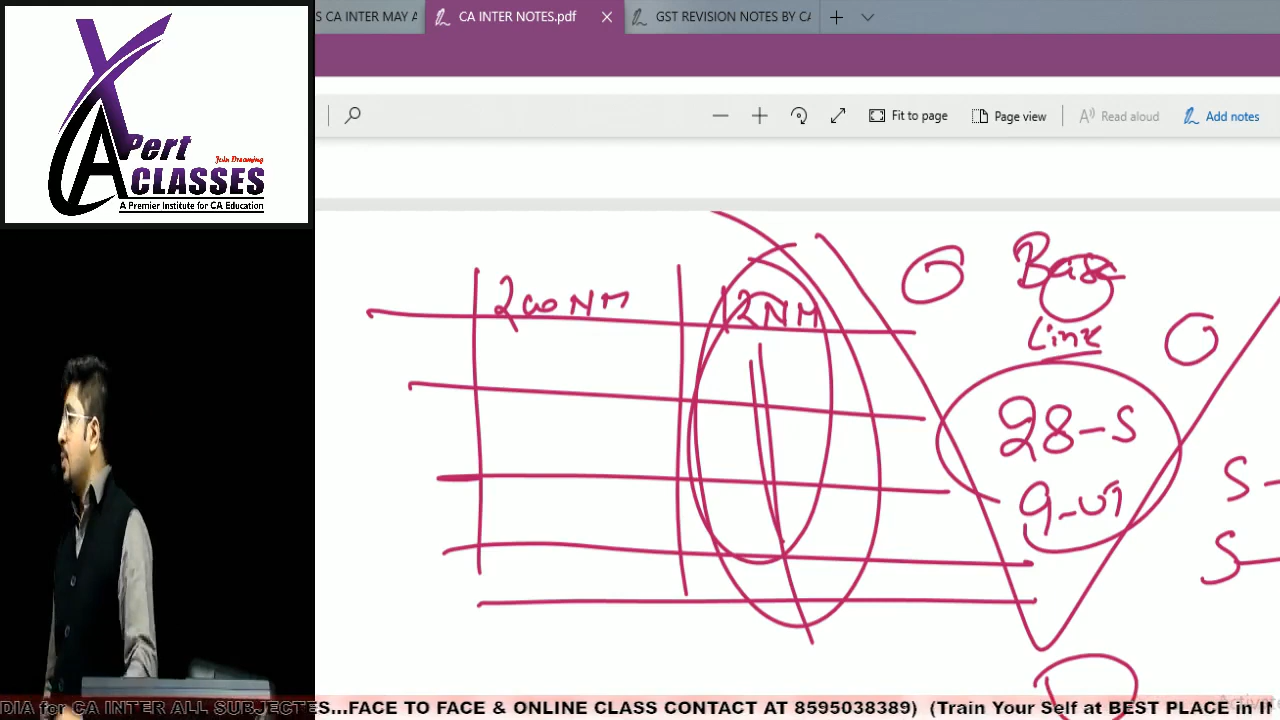 S CA INTER MAY A
CA INTER NOTES.pdf
GST REVISION NOTES BY CA
Fit to page
Page view
Read aloud
Add notes
Pert
Join Dreaming
CLASSES
A Premier Institute for CA Education
200 NM
12 NM
Base
Line
28-S
9-UT
S-
S-
DIA for CA INTER ALL SUBJECTES...FACE TO FACE & ONLINE CLASS CONTACT AT 8595038389) (Train Your Self at BEST PLACE in IN